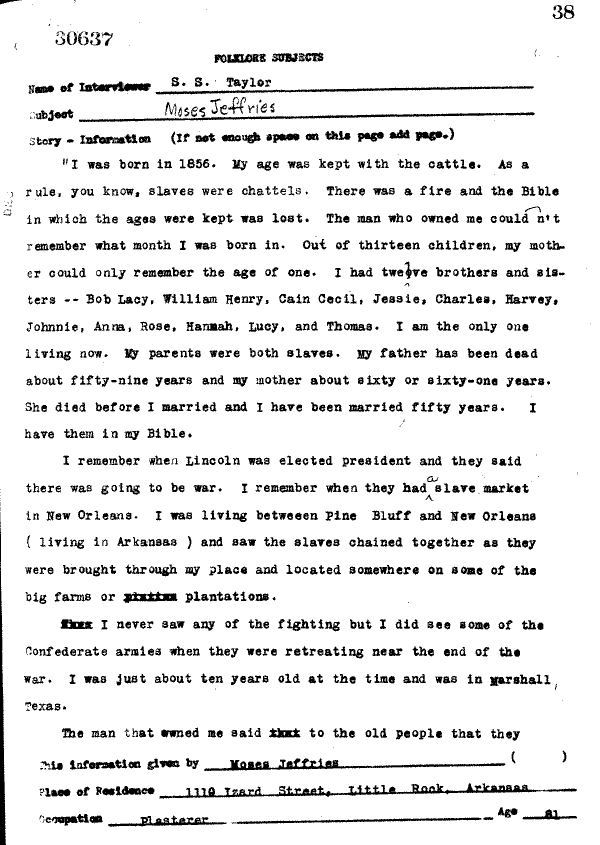 38
30637
FOLKLORE SUBJECTS
Name of Interviewer S. S. Taylor
Subject Moses Jeffries
Story - Information (If not enough space on this page add page.)
"I was born in 1856. My age was kept with the cattle. As a
rule, you know, slaves were chattels. There was a fire and the Bible
in which the ages were kept was lost. The man who owned me couldn't
remember what month I was born in. Out of thirteen children, my moth-
er could only remember the age of one. I had twelve brothers and sis-
ters -- Bob Lacy, William Henry, Cain Cecil, Jessie, Charles, Harvey,
Johnnie, Anna, Rose, Hannah, Lucy, and Thomas. I am the only one
living now. My parents were both slaves. My father has been dead
about fifty-nine years and my mother about sixty or sixty-one years.
She died before I married and I have been married fifty years. I
have them in my Bible.
I remember when Lincoln was elected president and they said
there was going to be war. I remember when they had a slave market
in New Orleans. I was living betweeen Pine Bluff and New Orleans
( living in Arkansas ) and saw the slaves chained together as they
were brought through my place and located somewhere on some of the
big farms or plantations.
I never saw any of the fighting but I did see some of the
Confederate armies when they were retreating near the end of the
war. I was just about ten years old at the time and was in Marshall,
Texas.
The man that owned me said to the old people that they
This information given by Moses Jeffries ( )
Place of Residence 1110 Izard Street, Little Rock, Arkansas
Occupation Plasterer Age 81